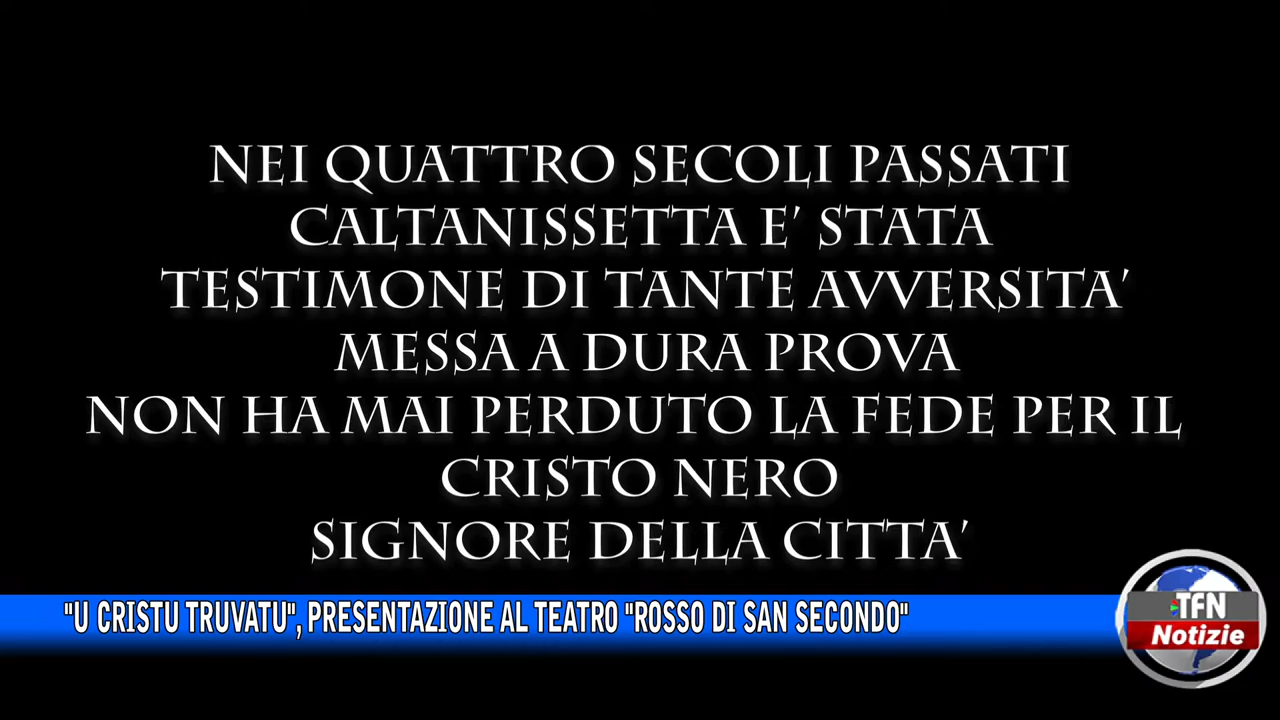 NEI QUATTRO SECOLI PASSATI
CALTANISSETTA E' STATA
TESTIMONE DI TANTE AVVERSITA'
MESSA A DURA PROVA
NON HA MAI PERDUTO LA FEDE PER IL
CRISTO NERO
SIGNORE DELLA CITTA'
"U CRISTU TRUVATU", PRESENTAZIONE AL TEATRO "ROSSO DI SAN SECONDO"
TFN
Notizie